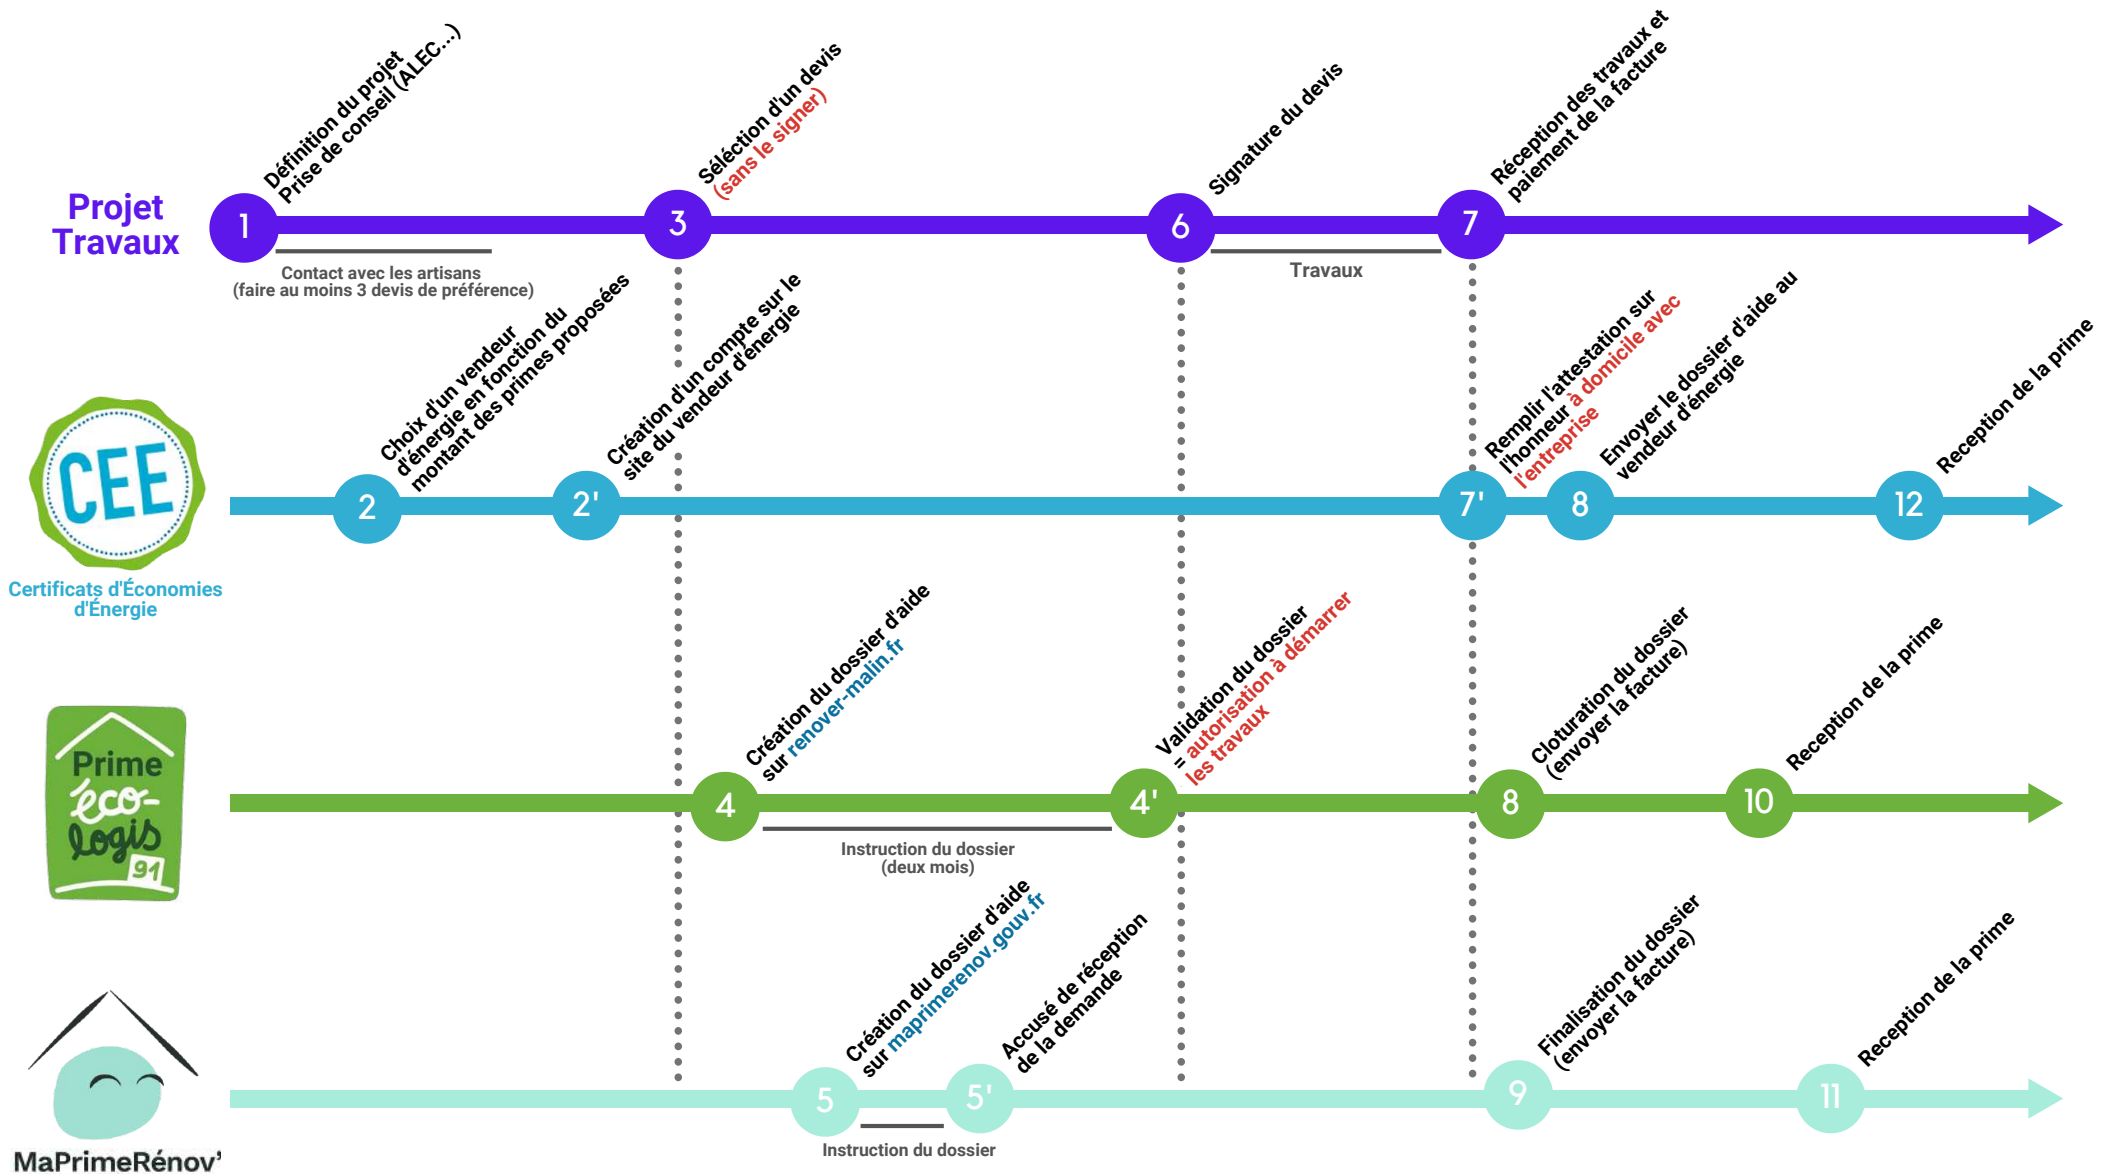 Définition du projet
Prise de conseil (ALEC...)
Séléction d'un devis
(sans le signer)
Signature du devis
Réception des travaux et
paiement de la facture
Projet
Travaux
1
3
6
7
Contact avec les artisans
(faire au moins 3 devis de préférence)
Travaux
Choix d'un vendeur
d'énergie en fonction du
montant des primes proposées
Création d'un compte sur le
site du vendeur d'énergie
Remplir l'attestation sur
l'honneur à domicile avec
l'entreprise
Envoyer le dossier d'aide au
vendeur d'énergie
Reception de la prime
CEE
2
2'
7'
8
12
Certificats d'Économies
d'Énergie
Création du dossier d'aide
sur renover-malin.fr
Validation du dossier
= autorisation à démarrer
les travaux
Cloturation du dossier
(envoyer la facture)
Reception de la prime
Prime
éco-
logis
91
4
4'
8
10
Instruction du dossier
(deux mois)
Création du dossier d'aide
sur maprimerenov.gouv.fr
Accusé de réception
de la demande
Finalisation du dossier
(envoyer la facture)
Reception de la prime
5
5'
9
11
Instruction du dossier
MaPrimeRénov'